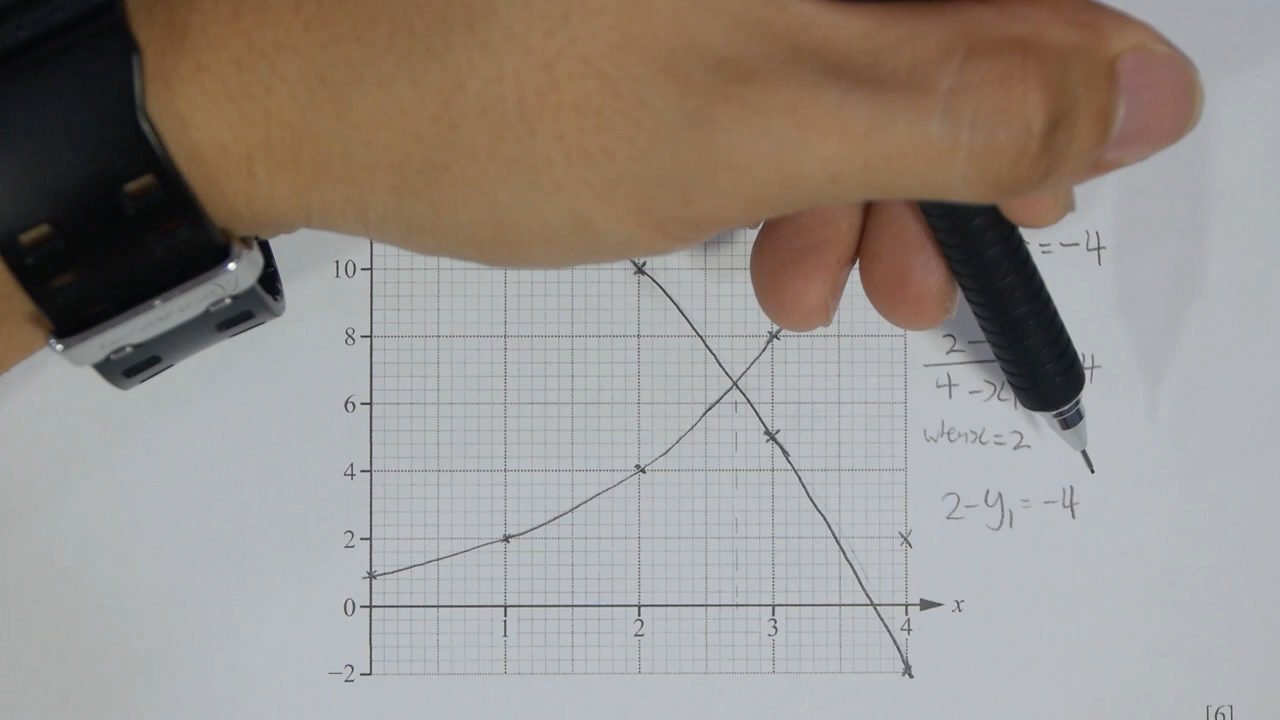 = -4
10
8
6
4
2
0
-2
1 2 3 4 x
2 -
4 - x
when x = 2
2 - y₁ = -4
[6]